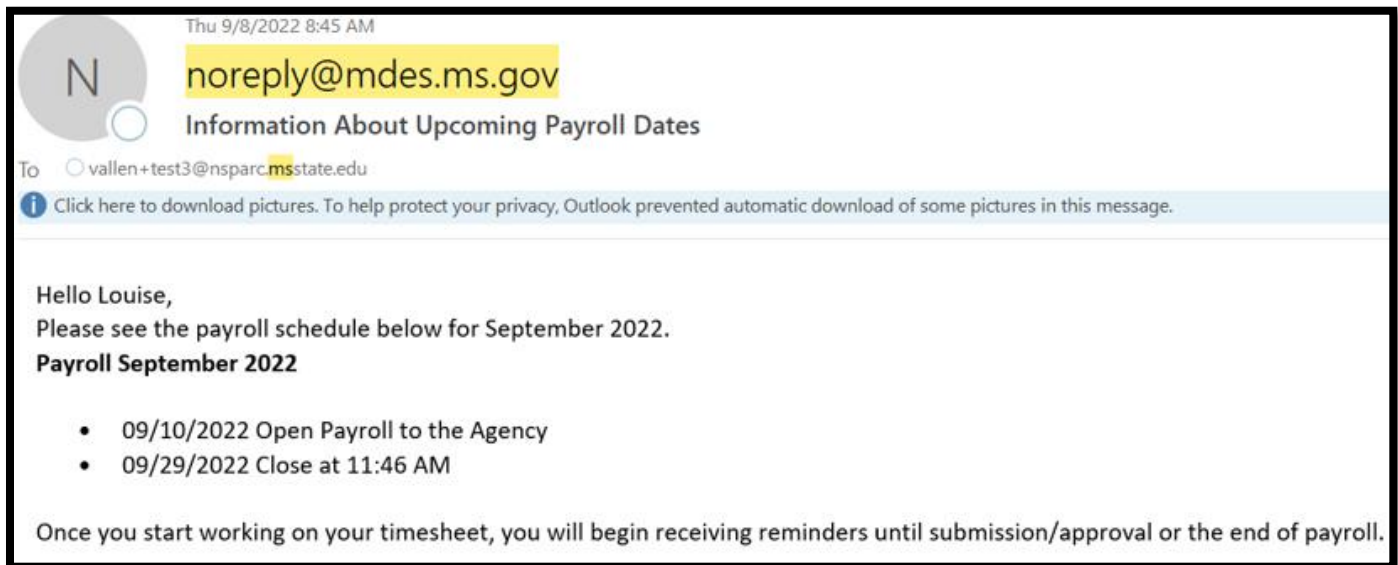 Thu 9/8/2022 8:45 AM
N
noreply@mdes.ms.gov
Information About Upcoming Payroll Dates
To vallen+test3@nsparc.msstate.edu
i Click here to download pictures. To help protect your privacy, Outlook prevented automatic download of some pictures in this message.
Hello Louise,
Please see the payroll schedule below for September 2022.
Payroll September 2022
• 09/10/2022 Open Payroll to the Agency
• 09/29/2022 Close at 11:46 AM
Once you start working on your timesheet, you will begin receiving reminders until submission/approval or the end of payroll.